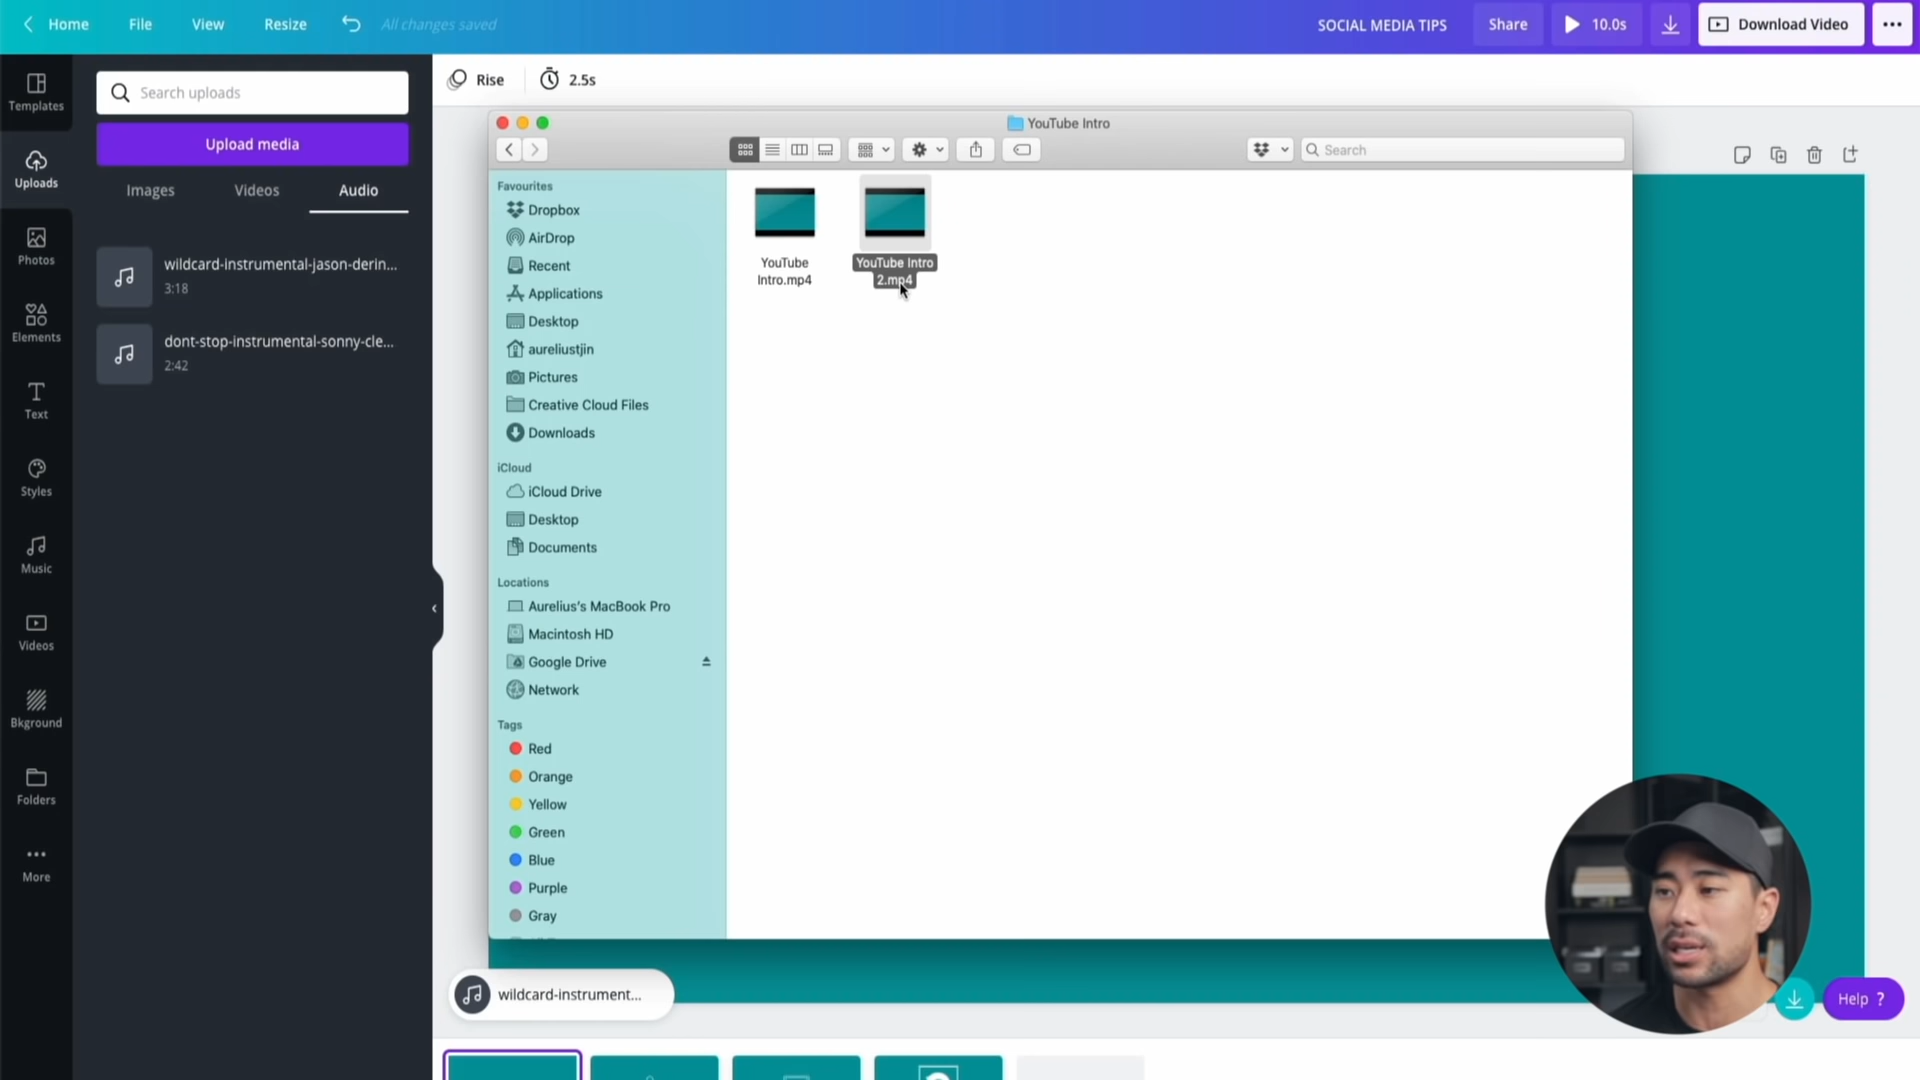 Home
File
View
Resize
All changes saved
SOCIAL MEDIA TIPS
Share
10.0s
Download Video
Templates
Uploads
Photos
Elements
Text
Styles
Music
Videos
Bkground
Folders
More
Search uploads
Upload media
Images
Videos
Audio
wildcard-instrumental-jason-derin...
3:18
dont-stop-instrumental-sonny-cle...
2:42
Rise
2.5s
YouTube Intro
Search
Favourites
Dropbox
AirDrop
Recent
Applications
Desktop
aureliustjin
Pictures
Creative Cloud Files
Downloads
iCloud
iCloud Drive
Desktop
Documents
Locations
Aurelius's MacBook Pro
Macintosh HD
Google Drive
Network
Tags
Red
Orange
Yellow
Green
Blue
Purple
Gray
YouTube
Intro.mp4
YouTube Intro
2.mp4
wildcard-instrument...
Help ?